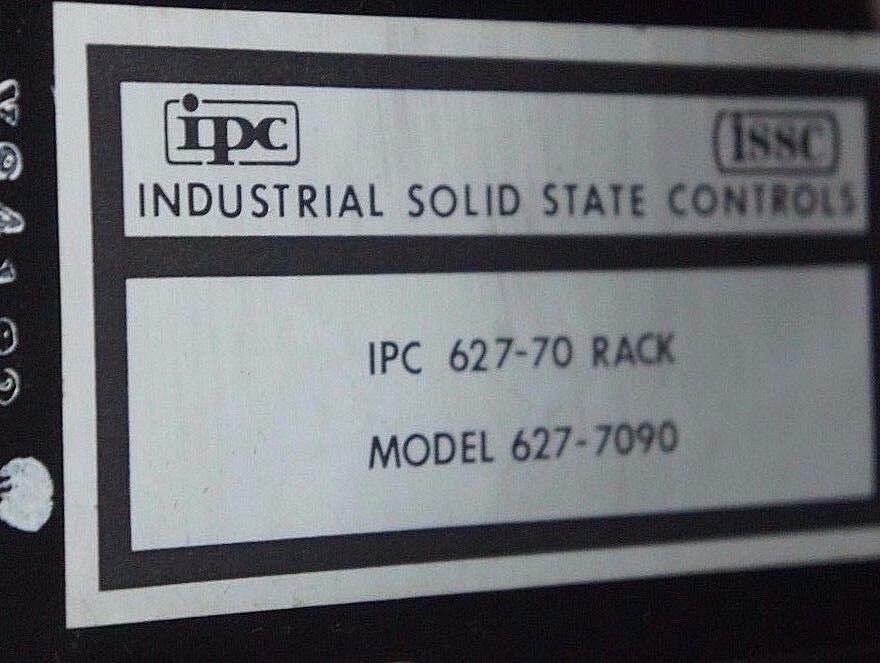 ipc issc
INDUSTRIAL SOLID STATE CONTROLS
IPC 627-70 RACK
MODEL 627-7090